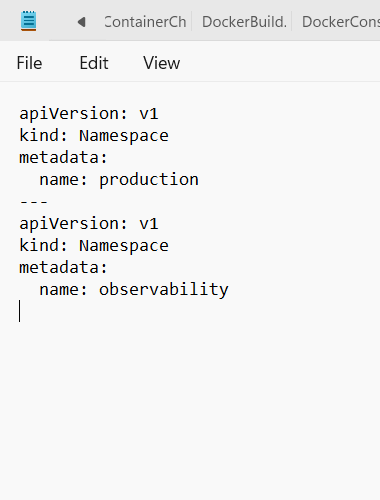 ContainerCh DockerBuild. DockerCons
File Edit View
apiVersion: v1
kind: Namespace
metadata:
  name: production
---
apiVersion: v1
kind: Namespace
metadata:
  name: observability